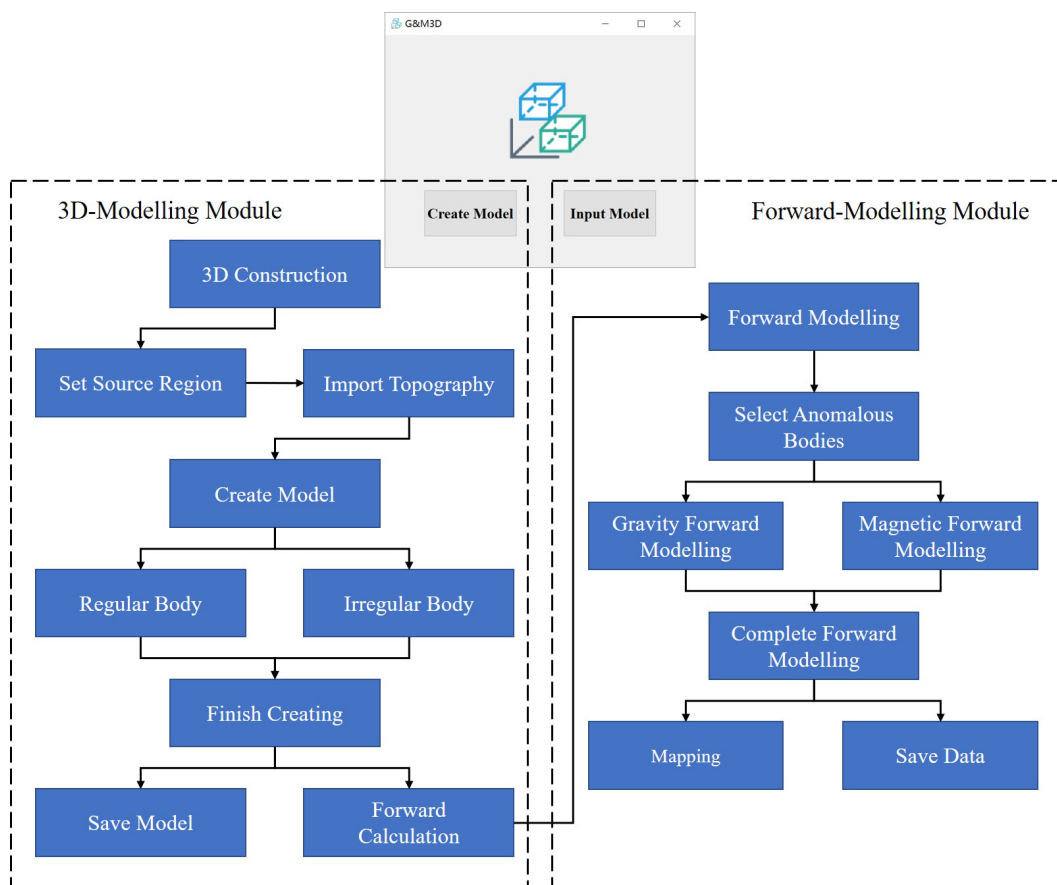 G&M3D
Create Model
Input Model
3D-Modelling Module
3D Construction
Set Source Region
Import Topography
Create Model
Regular Body
Irregular Body
Finish Creating
Save Model
Forward
Calculation
Forward-Modelling Module
Forward Modelling
Select Anomalous
Bodies
Gravity Forward
Modelling
Magnetic Forward
Modelling
Complete Forward
Modelling
Mapping
Save Data